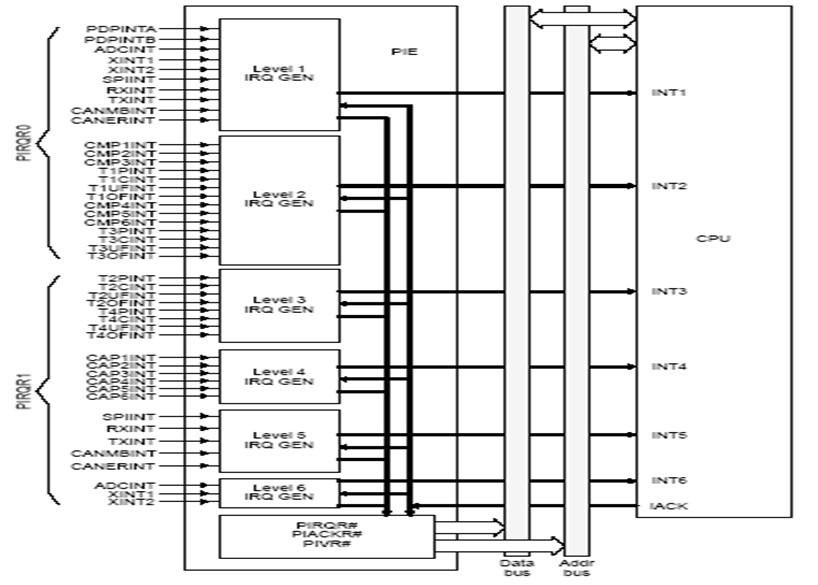 PIRQR0
PDPINTA
PDPINTB
ADCINT
XINT1
XINT2
SPIINT
RXINT
TXINT
CANMBINT
CANERINT
Level 1
IRQ GEN
PIE
INT1
CMP1INT
CMP2INT
CMP3INT
T1PINT
T1CINT
T1UFINT
T1OFINT
CMP4INT
CMP5INT
CMP6INT
T3PINT
T3CINT
T3UFINT
T3OFINT
Level 2
IRQ GEN
INT2
CPU
PIRQR1
T2PINT
T2CINT
T2UFINT
T2OFINT
T4PINT
T4CINT
T4UFINT
T4OFINT
Level 3
IRQ GEN
INT3
CAP1INT
CAP2INT
CAP3INT
CAP4INT
CAP5INT
CAP6INT
Level 4
IRQ GEN
INT4
SPIINT
RXINT
TXINT
CANMBINT
CANERINT
Level 5
IRQ GEN
INT5
ADCINT
XINT1
XINT2
Level 6
IRQ GEN
INT6
IACK
PIRQR#
PIACKR#
PIVR#
Data
bus
Addr
bus